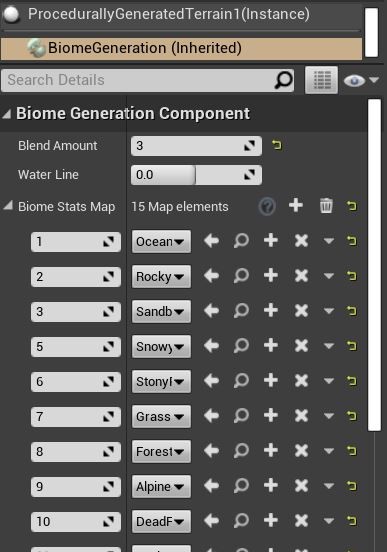 ProcedurallyGeneratedTerrain1(Instance)
BiomeGeneration (Inherited)
Search Details
Biome Generation Component
Blend Amount 3
Water Line 0.0
Biome Stats Map 15 Map elements ?
1 Ocean
2 Rocky
3 Sandb
5 Snowy
6 Stony
7 Grass
8 Forest
9 Alpine
10 DeadF